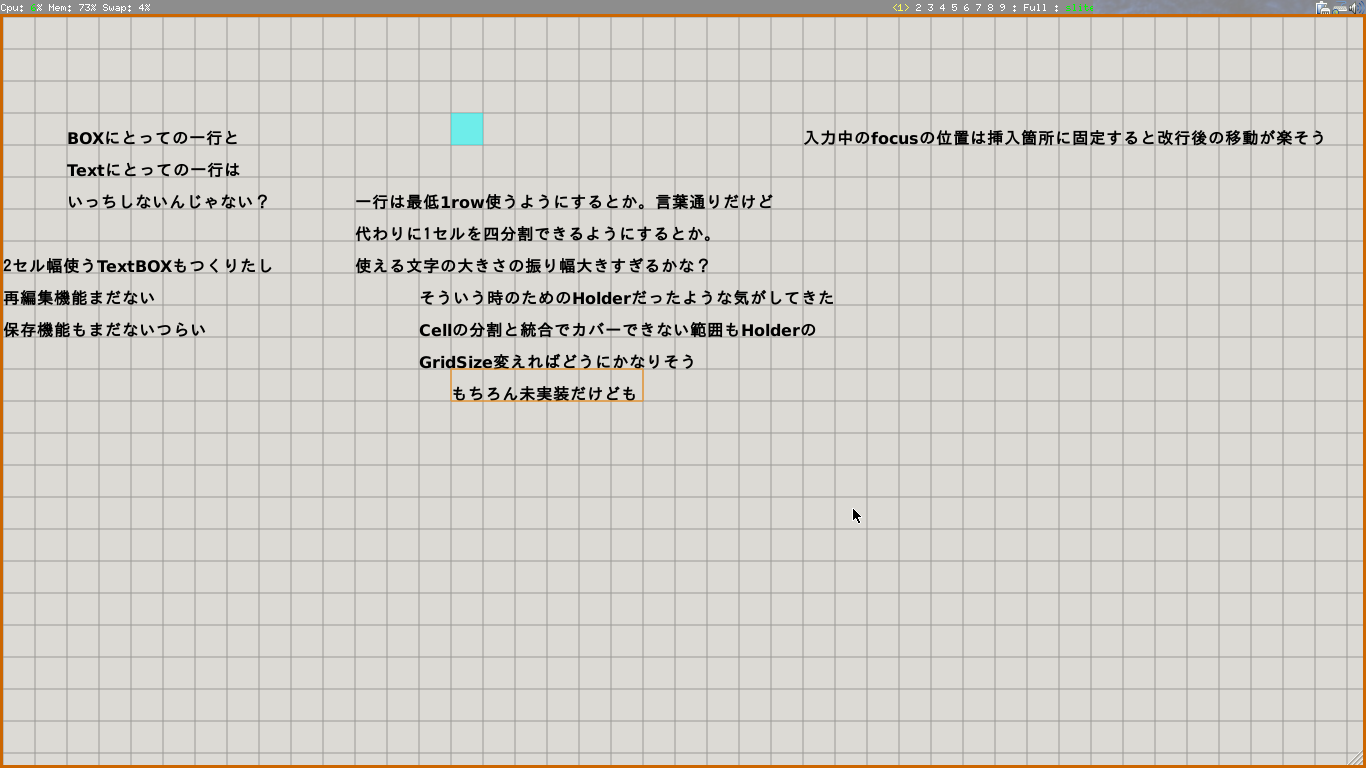 Cpu: % Mem: 73% Swap: 4%
<1> 2 3 4 5 6 7 8 9 : Full :
BOXにとっての一行と
Textにとっての一行は
いっちしないんじゃない？
入力中のfocusの位置は挿入箇所に固定すると改行後の移動が楽そう
一行は最低1row使うようにするとか。言葉通りだけど
代わりに1セルを四分割できるようにするとか。
使える文字の大きさの振り幅大きすぎるかな？
2セル幅使うTextBOXもつくりたし
再編集機能まだない
保存機能もまだないつらい
そういう時のためのHolderだったような気がしてきた
Cellの分割と統合でカバーできない範囲もHolderの
GridSize変えればどうにかなりそう
もちろん未実装だけども